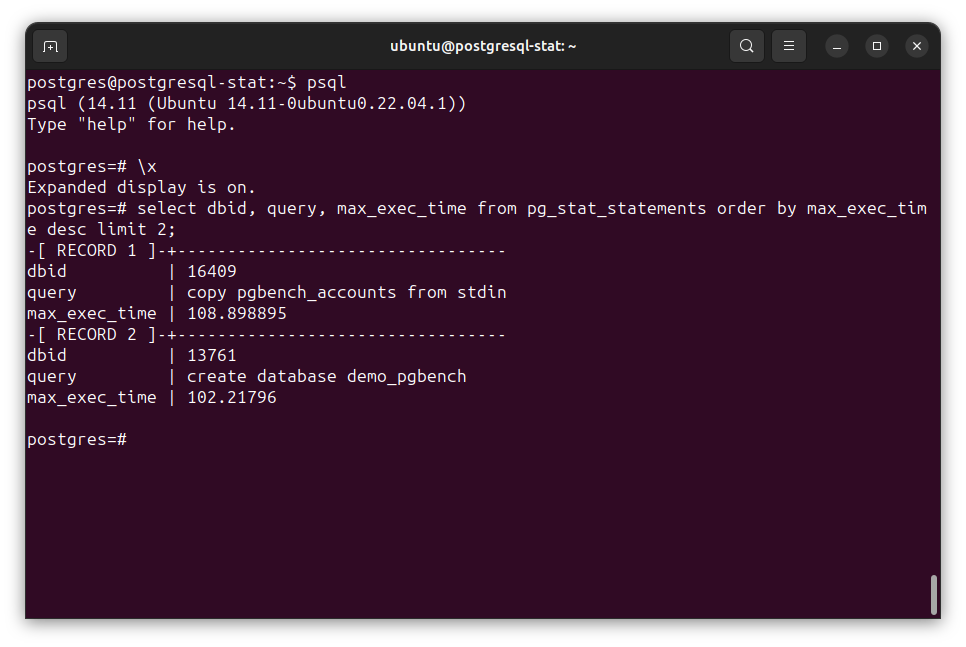 ubuntu@postgresql-stat: ~
postgres@postgresql-stat:~$ psql
psql (14.11 (Ubuntu 14.11-0ubuntu0.22.04.1))
Type "help" for help.

postgres=# \x
Expanded display is on.
postgres=# select dbid, query, max_exec_time from pg_stat_statements order by max_exec_tim
e desc limit 2;
-[ RECORD 1 ]-+---------------------------------
dbid          | 16409
query         | copy pgbench_accounts from stdin
max_exec_time | 108.898895
-[ RECORD 2 ]-+---------------------------------
dbid          | 13761
query         | create database demo_pgbench
max_exec_time | 102.21796

postgres=#